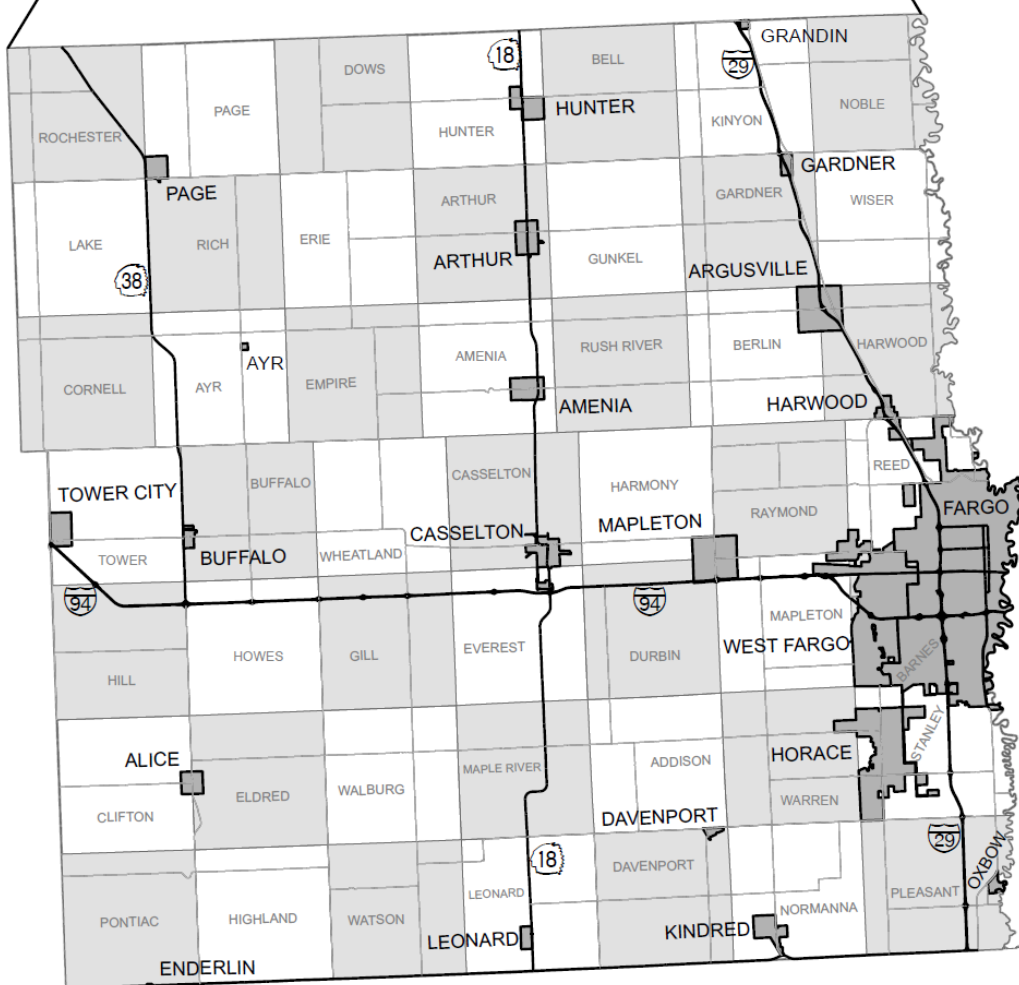 GRANDIN
18
29
DOWS
BELL
PAGE
NOBLE
HUNTER
KINYON
HUNTER
ROCHESTER
GARDNER
PAGE
ARTHUR
GARDNER
WISER
LAKE
RICH
ERIE
ARTHUR
GUNKEL
ARGUSVILLE
38
RUSH RIVER
BERLIN
HARWOOD
AMENIA
AYR
CORNELL
AYR
EMPIRE
AMENIA
HARWOOD
REED
CASSELTON
BUFFALO
HARMONY
TOWER CITY
FARGO
RAYMOND
MAPLETON
CASSELTON
TOWER
BUFFALO
WHEATLAND
94
94
MAPLETON
WEST FARGO
EVEREST
HOWES
GILL
DURBIN
HILL
BARNES
STANLEY
ALICE
HORACE
ADDISON
MAPLE RIVER
WALBURG
ELDRED
WARREN
CLIFTON
DAVENPORT
29
18
OXBOW
DAVENPORT
PLEASANT
LEONARD
NORMANNA
PONTIAC
HIGHLAND
WATSON
KINDRED
LEONARD
ENDERLIN